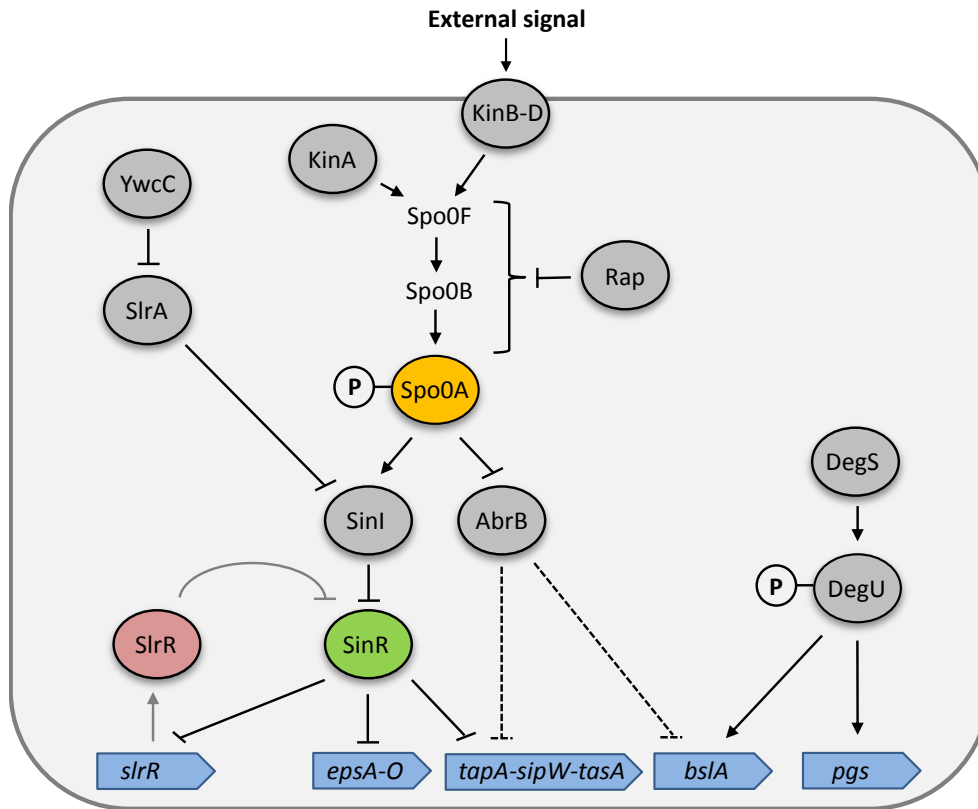 External signal
KinB-D
KinA
YwcC
Spo0F
Rap
Spo0B
SlrA
P
Spo0A
DegS
SinI
AbrB
P
DegU
SlrR
SinR
slrR
epsA-O
tapA-sipW-tasA
bslA
pgs